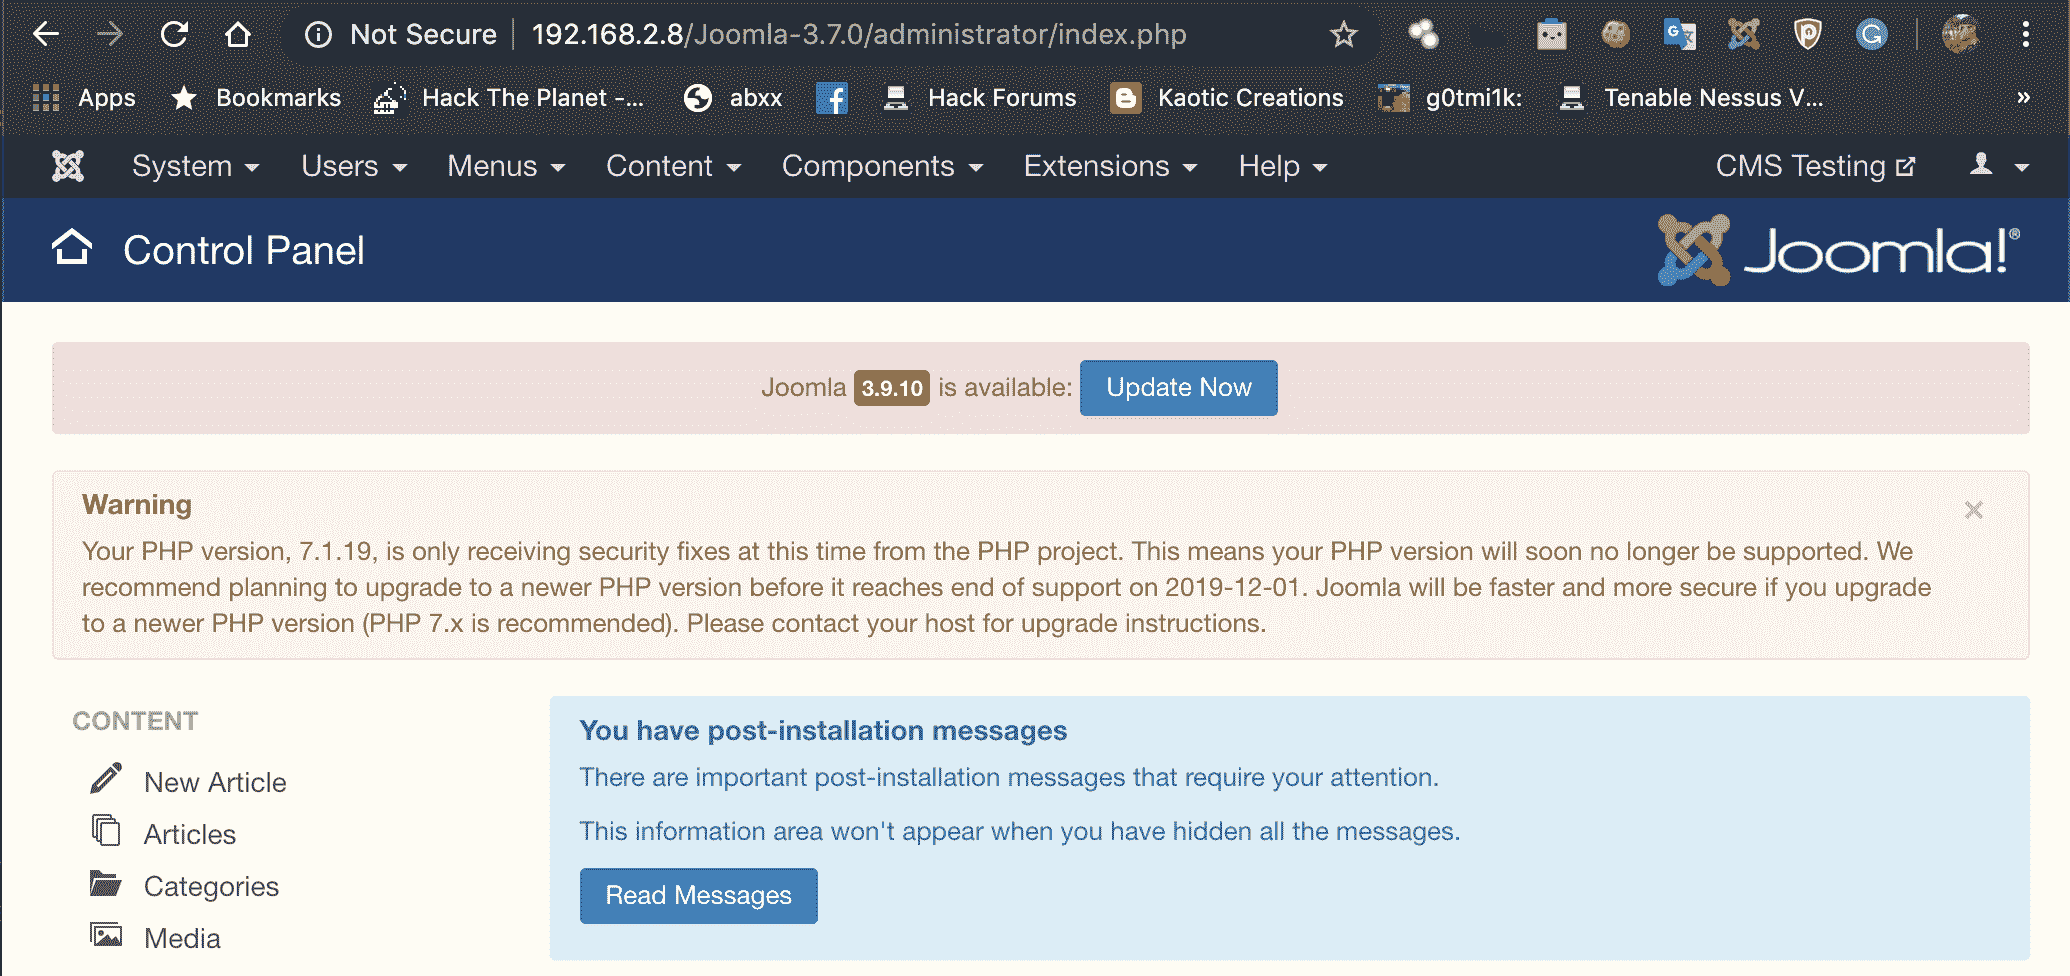 Not Secure 192.168.2.8/Joomla-3.7.0/administrator/index.php
Apps Bookmarks Hack The Planet -... abxx Hack Forums Kaotic Creations g0tmi1k: Tenable Nessus V... »
System Users Menus Content Components Extensions Help CMS Testing
Control Panel Joomla!®
Joomla 3.9.10 is available: Update Now
Warning
Your PHP version, 7.1.19, is only receiving security fixes at this time from the PHP project. This means your PHP version will soon no longer be supported. We
recommend planning to upgrade to a newer PHP version before it reaches end of support on 2019-12-01. Joomla will be faster and more secure if you upgrade
to a newer PHP version (PHP 7.x is recommended). Please contact your host for upgrade instructions.
CONTENT
New Article
Articles
Categories
Media
You have post-installation messages
There are important post-installation messages that require your attention.
This information area won't appear when you have hidden all the messages.
Read Messages